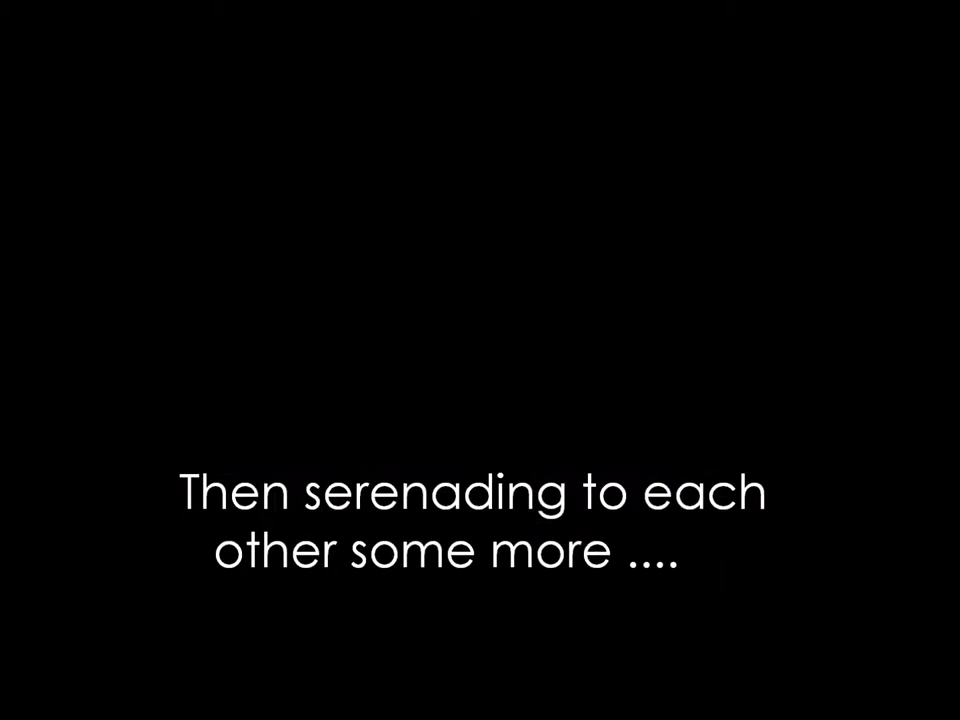 Then serenading to each
other some more ....